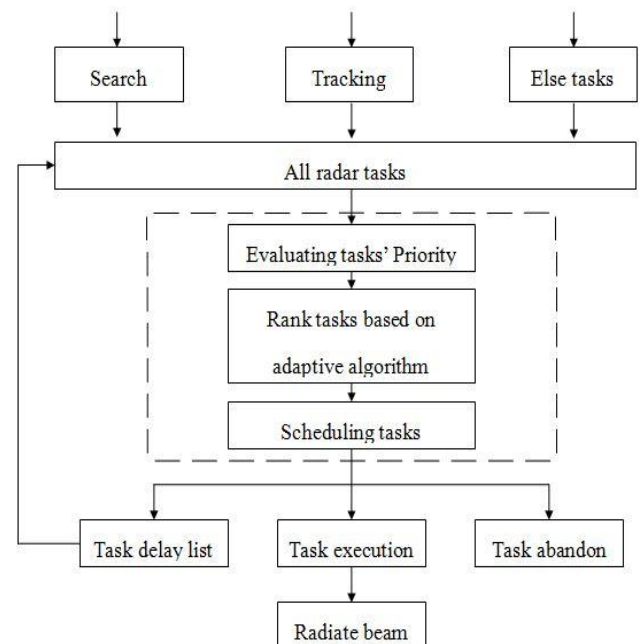 Search
Tracking
Else tasks
All radar tasks
Evaluating tasks’ Priority
Rank tasks based on
adaptive algorithm
Scheduling tasks
Task delay list
Task execution
Task abandon
Radiate beam